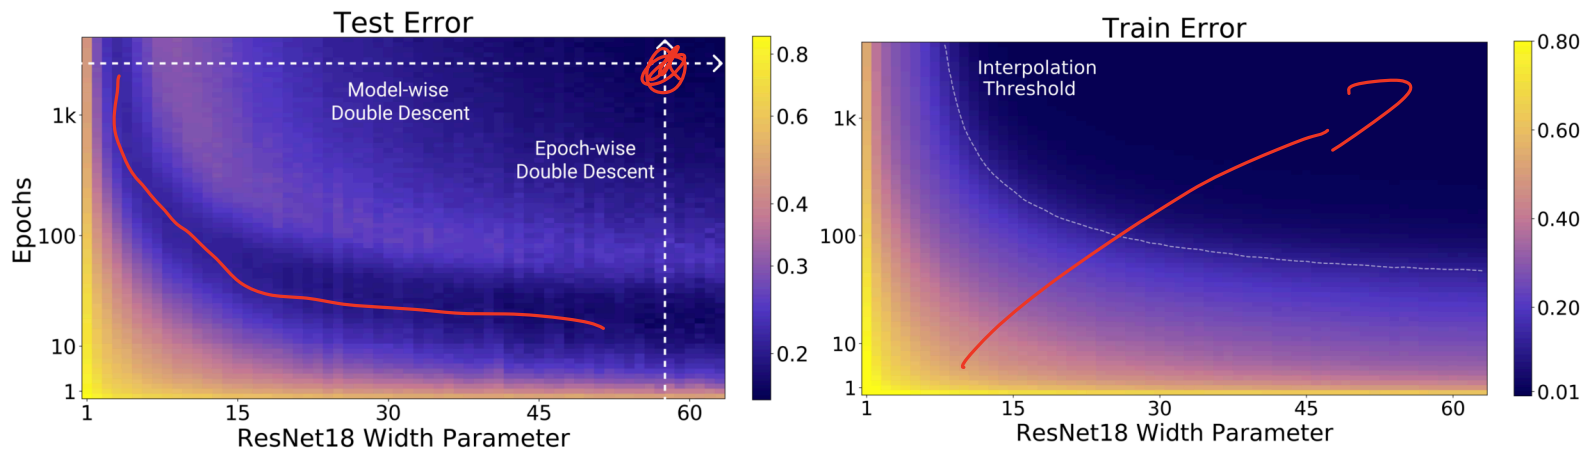 Test Error
Epochs
1k
100
10
1
1
15
30
45
60
ResNet18 Width Parameter
Model-wise
Double Descent
Epoch-wise
Double Descent
0.8
0.6
0.4
0.3
0.2
Train Error
1k
100
10
1
1
15
30
45
60
ResNet18 Width Parameter
Interpolation
Threshold
0.80
0.60
0.40
0.20
0.01